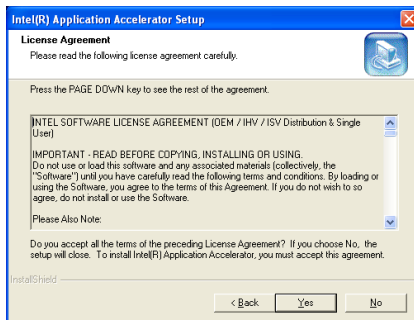 Intel(R) Application Accelerator Setup
License Agreement
Please read the following license agreement carefully.
Press the PAGE DOWN key to see the rest of the agreement.
INTEL SOFTWARE LICENSE AGREEMENT (OEM / IHV / ISV Distribution & Single
User)
IMPORTANT - READ BEFORE COPYING, INSTALLING OR USING.
Do not use or load this software and any associated materials (collectively, the
"Software") until you have carefully read the following terms and conditions. By loading or
using the Software, you agree to the terms of this Agreement. If you do not wish to so
agree, do not install or use the Software.
Please Also Note:
Do you accept all the terms of the preceding License Agreement? If you choose No, the
setup will close. To install Intel(R) Application Accelerator, you must accept this agreement.
InstallShield
< Back Yes No